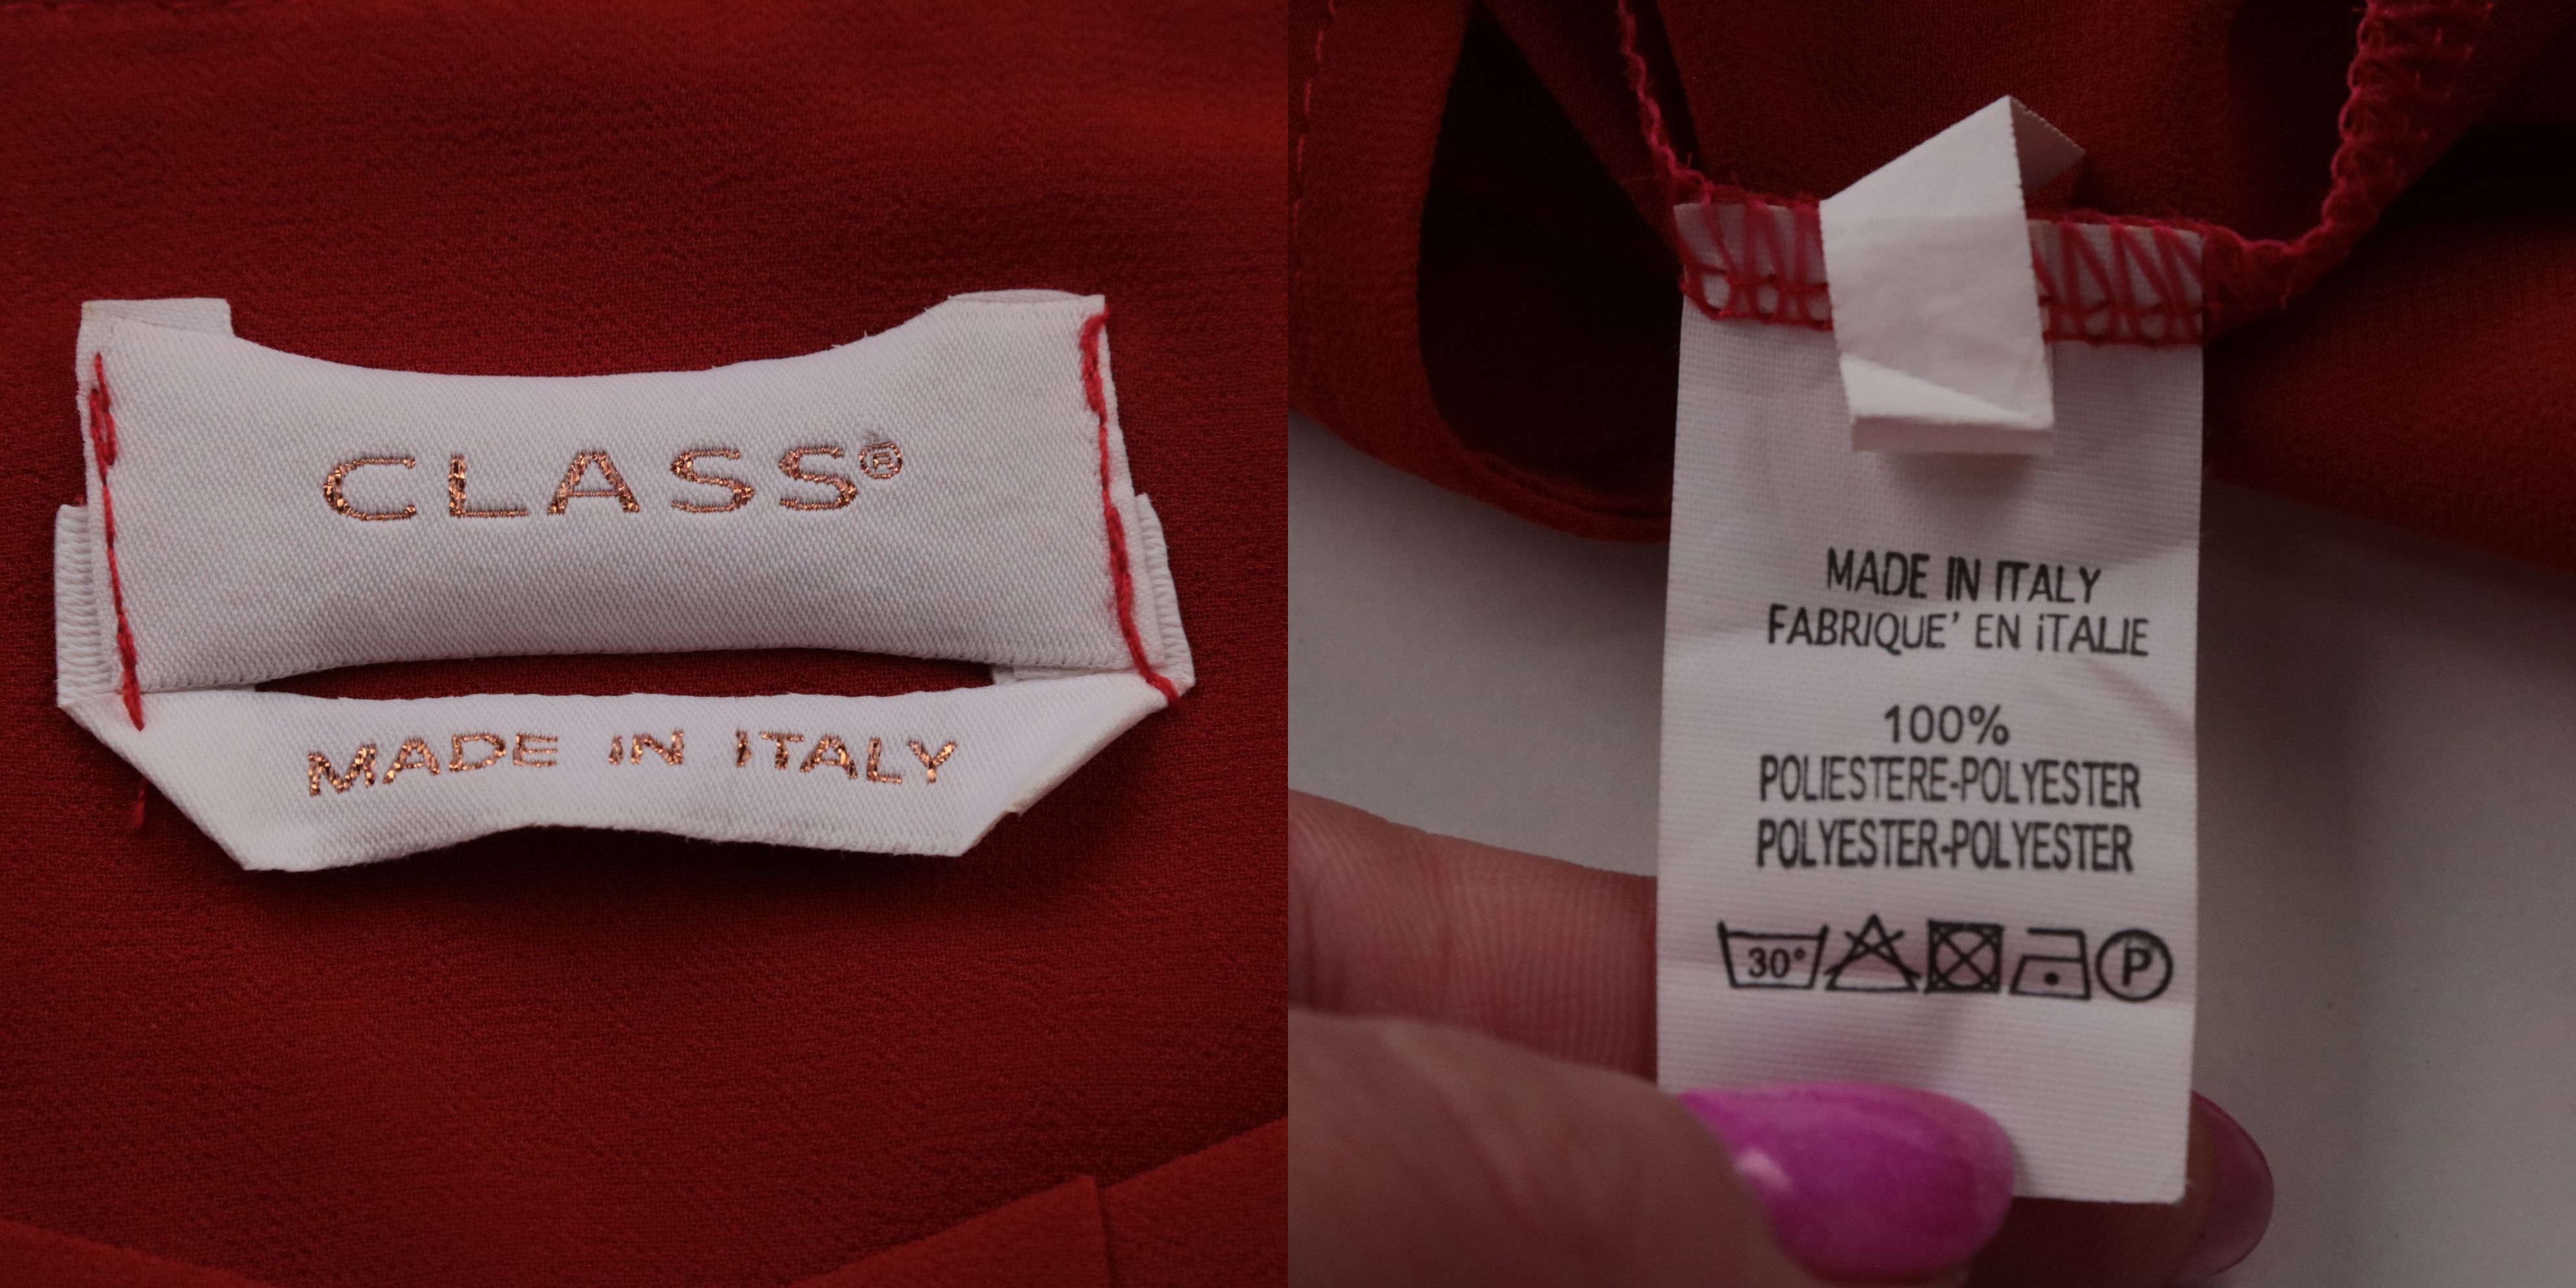 CLASS®
MADE IN ITALY
MADE IN ITALY
FABRIQUE' EN iTALIE
100%
POLIESTERE-POLYESTER
POLYESTER-POLYESTER
30°
P